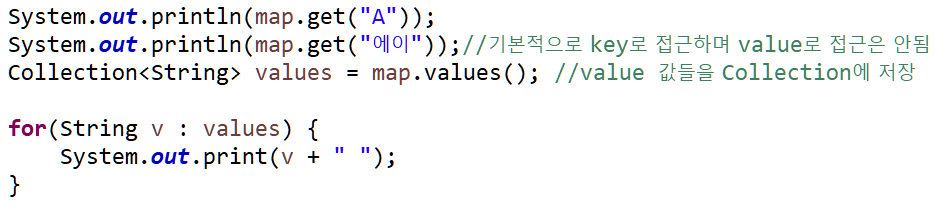 System.out.println(map.get("A"));
System.out.println(map.get("에이"));//기본적으로 key로 접근하며 value로 접근은 안됨
Collection<String> values = map.values(); //value 값들을 Collection에 저장
for(String v : values) {
System.out.print(v + " ");
}